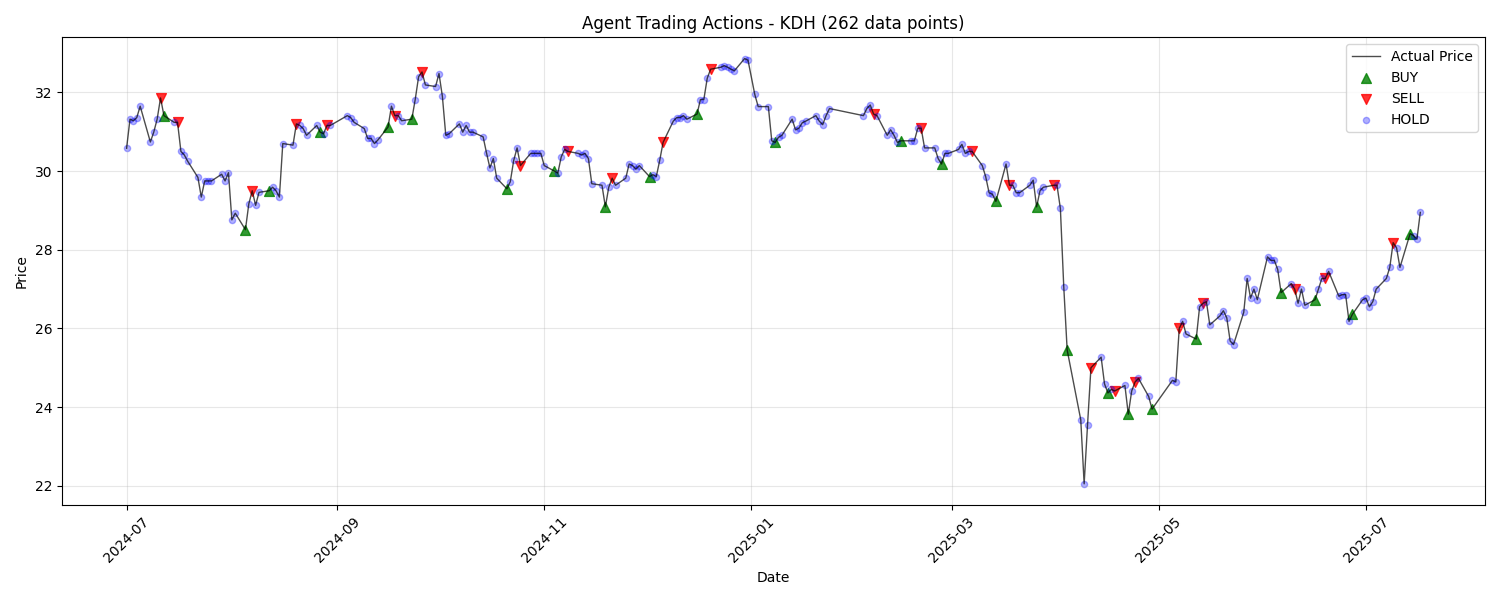 Agent Trading Actions - KDH (262 data points)
Actual Price
BUY
SELL
HOLD
Price
32
30
28
26
24
22
2024-07
2024-09
2024-11
2025-01
2025-03
2025-05
2025-07
Date